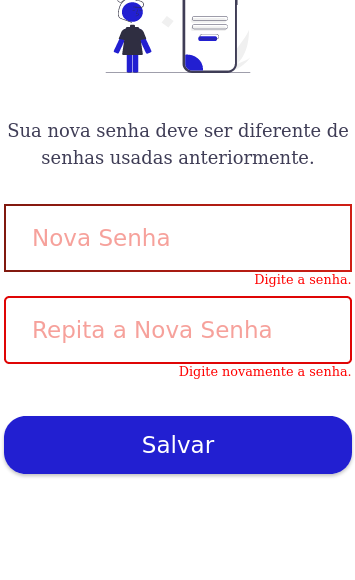 Sua nova senha deve ser diferente de
senhas usadas anteriormente.
Nova Senha
Digite a senha.
Repita a Nova Senha
Digite novamente a senha.
Salvar